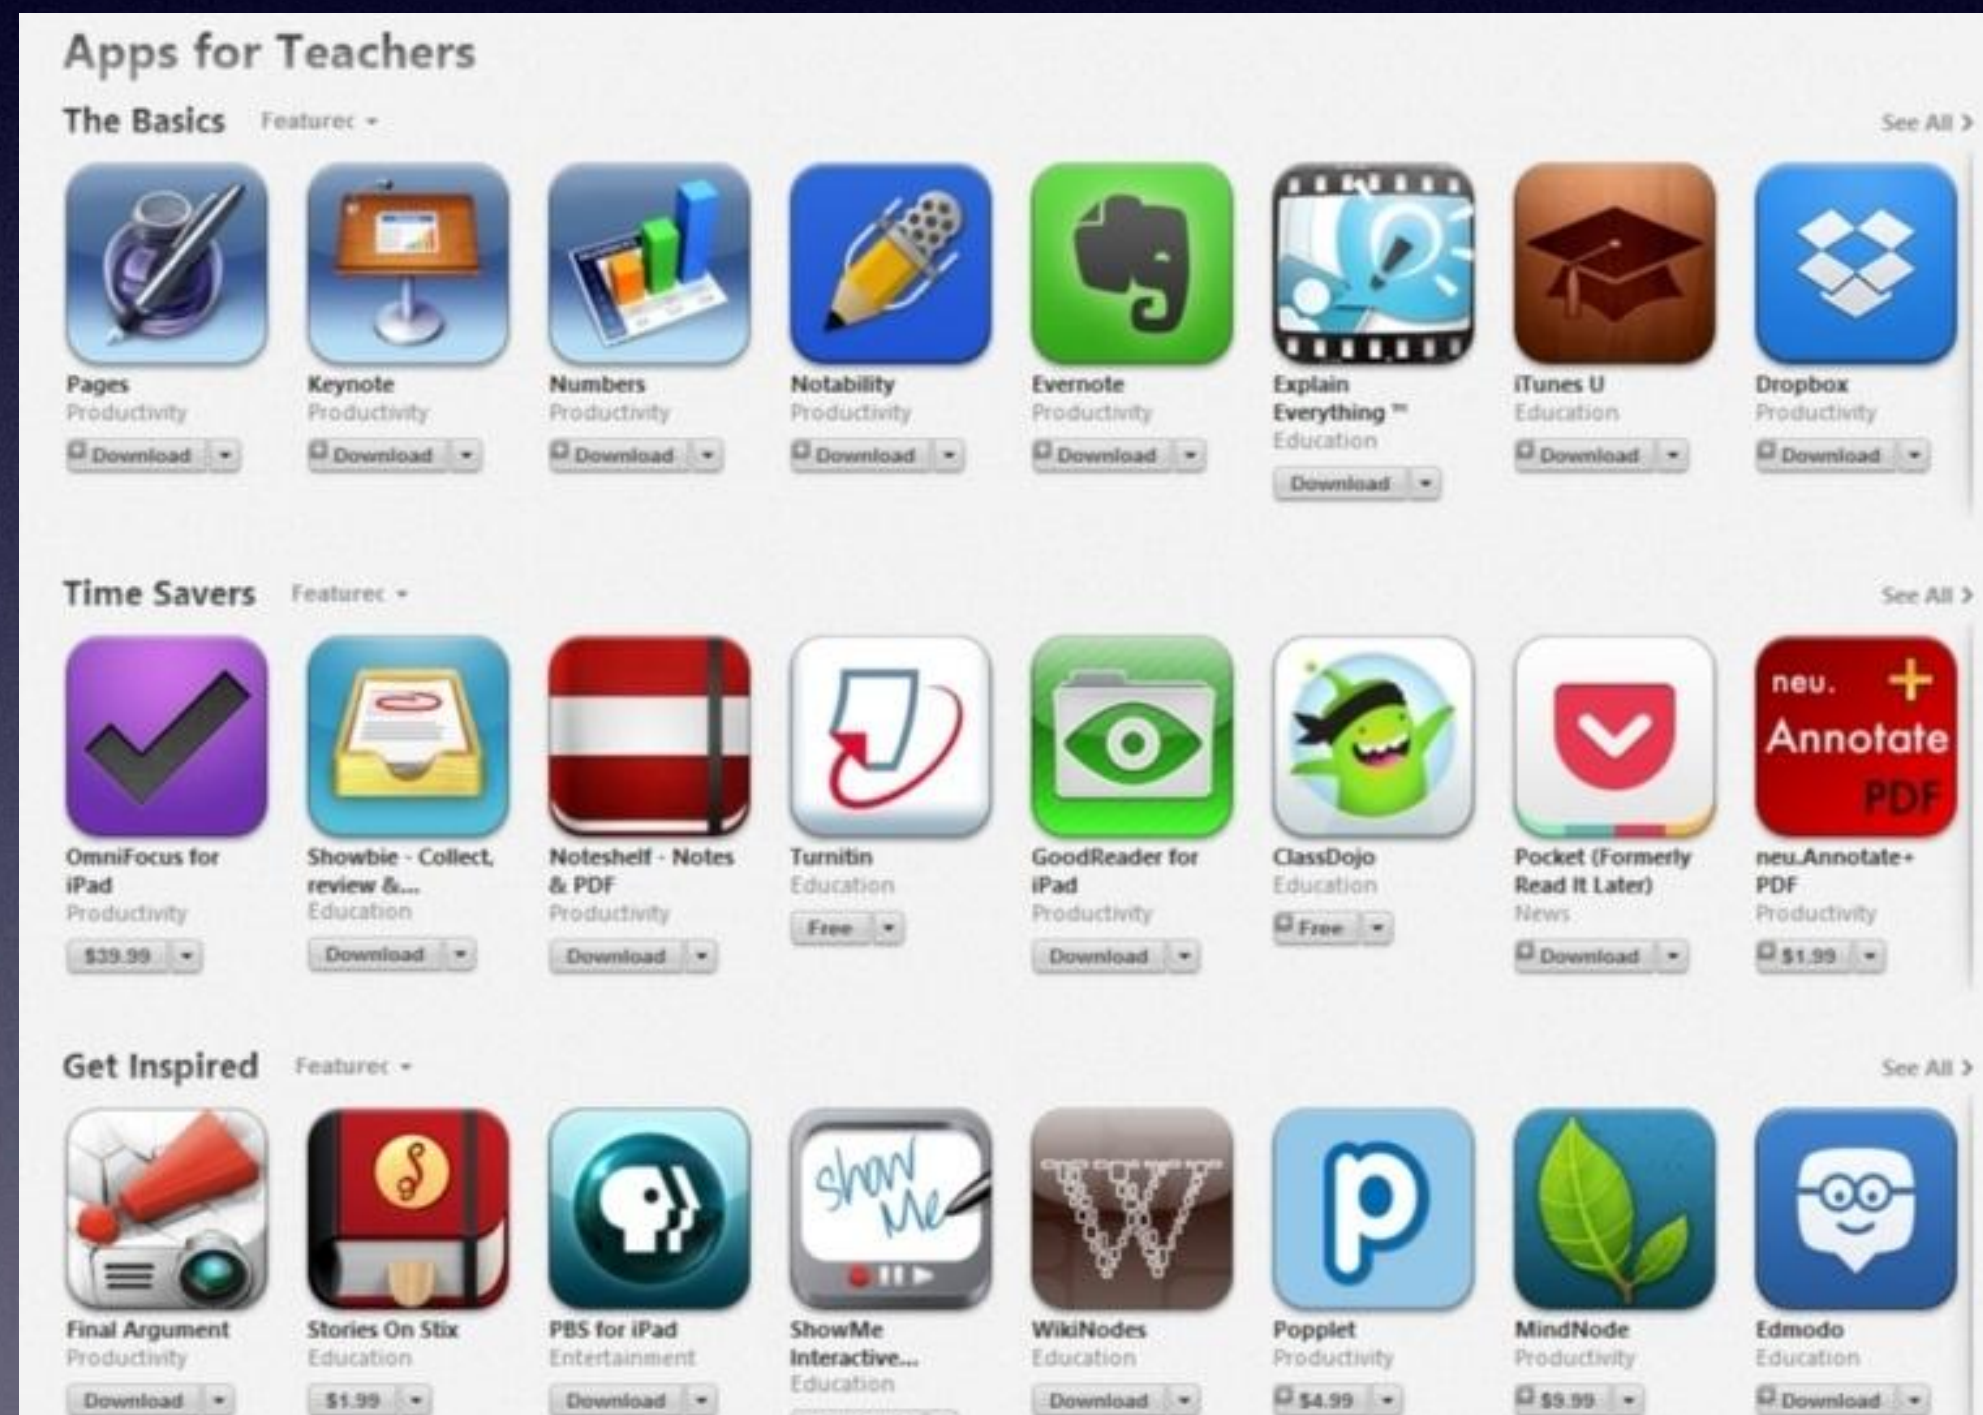 Apps for Teachers
The Basics Featurec
See All
Pages Keynote Numbers Notability Evernote Explain iTunes U Dropbox
Productivity Productivity Productivity Productivity Productivity Everything ™ Education Productivity
Education
Download Download Download Download Download Download Download Download
Time Savers Featurec
See All
neu. +
Annotate
PDF
OmniFocus for Showbie - Collect, Noteshelf - Notes Turnitin GoodReader for ClassDojo Pocket (Formerly neu.Annotate+
iPad review &... & PDF Education iPad Education Read It Later) PDF
Productivity Education Productivity Free Productivity Free News Productivity
$39.99 Download Download Download Download $1.99
Get Inspired Featurec
See All
show
Me
W
p
Final Argument Stories On Stix PBS for iPad ShowMe WikiNodes Popplet MindNode Edmodo
Productivity Education Entertainment Interactive... Education Productivity Productivity Education
Education
Download $1.99 Download Download $4.99 $9.99 Download